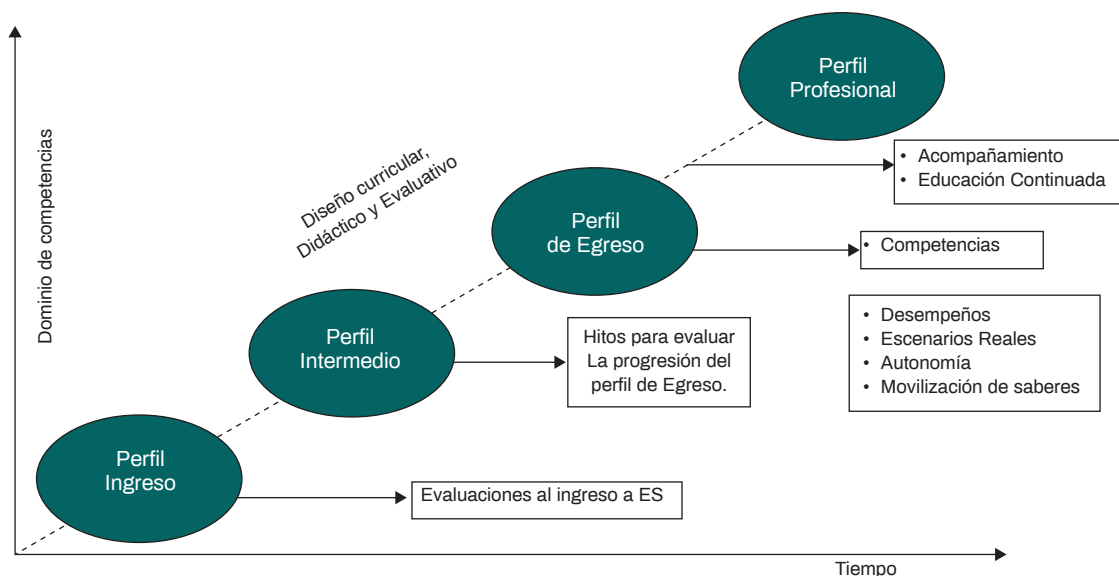 Perfil
Profesional
• Acompañamiento
• Educación Continuada
Diseño curricular,
Didáctico y Evaluativo
Perfil
de Egreso
• Competencias
Dominio de competencias
• Desempeños
• Escenarios Reales
• Autonomía
• Movilización de saberes
Perfil
Intermedio
Hitos para evaluar
La progresión del
perfil de Egreso.
Perfil
Ingreso
Evaluaciones al ingreso a ES
Tiempo